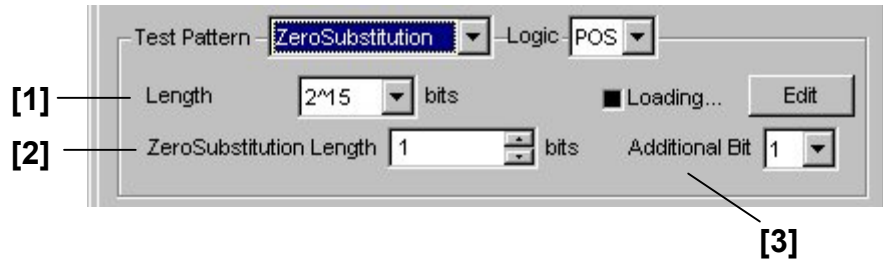 Test Pattern ZeroSubstitution Logic POS
[1] Length 2^15 bits Loading... Edit
[2] ZeroSubstitution Length 1 bits Additional Bit 1
[3]